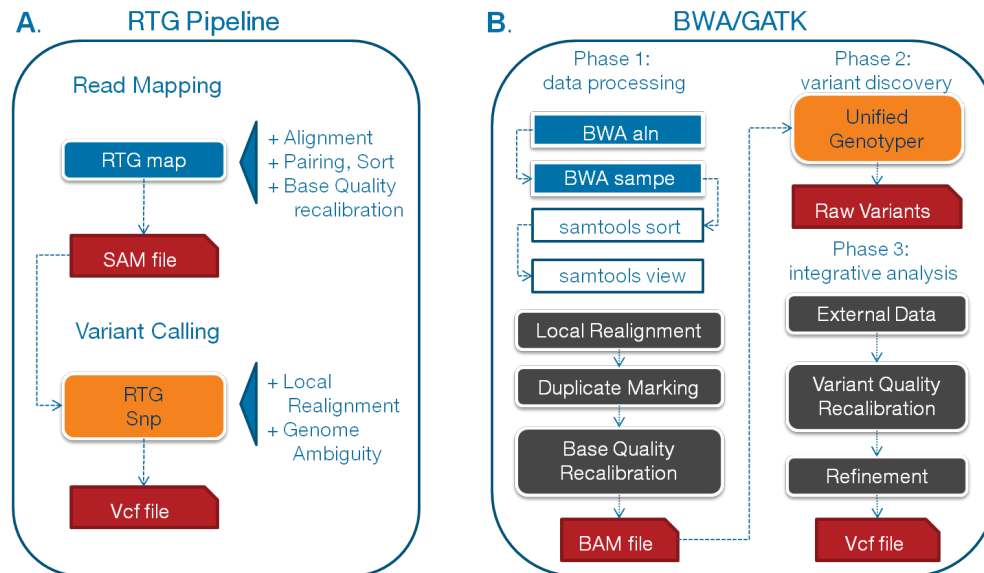 A.
RTG Pipeline
Read Mapping
RTG map
+ Alignment
+ Pairing, Sort
+ Base Quality
recalibration
SAM file
Variant Calling
RTG
Snp
+ Local
Realignment
+ Genome
Ambiguity
Vcf file
B.
BWA/GATK
Phase 1:
data processing
BWA aln
BWA sampe
samtools sort
samtools view
Local Realignment
Duplicate Marking
Base Quality
Recalibration
BAM file
Phase 2:
variant discovery
Unified
Genotyper
Raw Variants
Phase 3:
integrative analysis
External Data
Variant Quality
Recalibration
Refinement
Vcf file